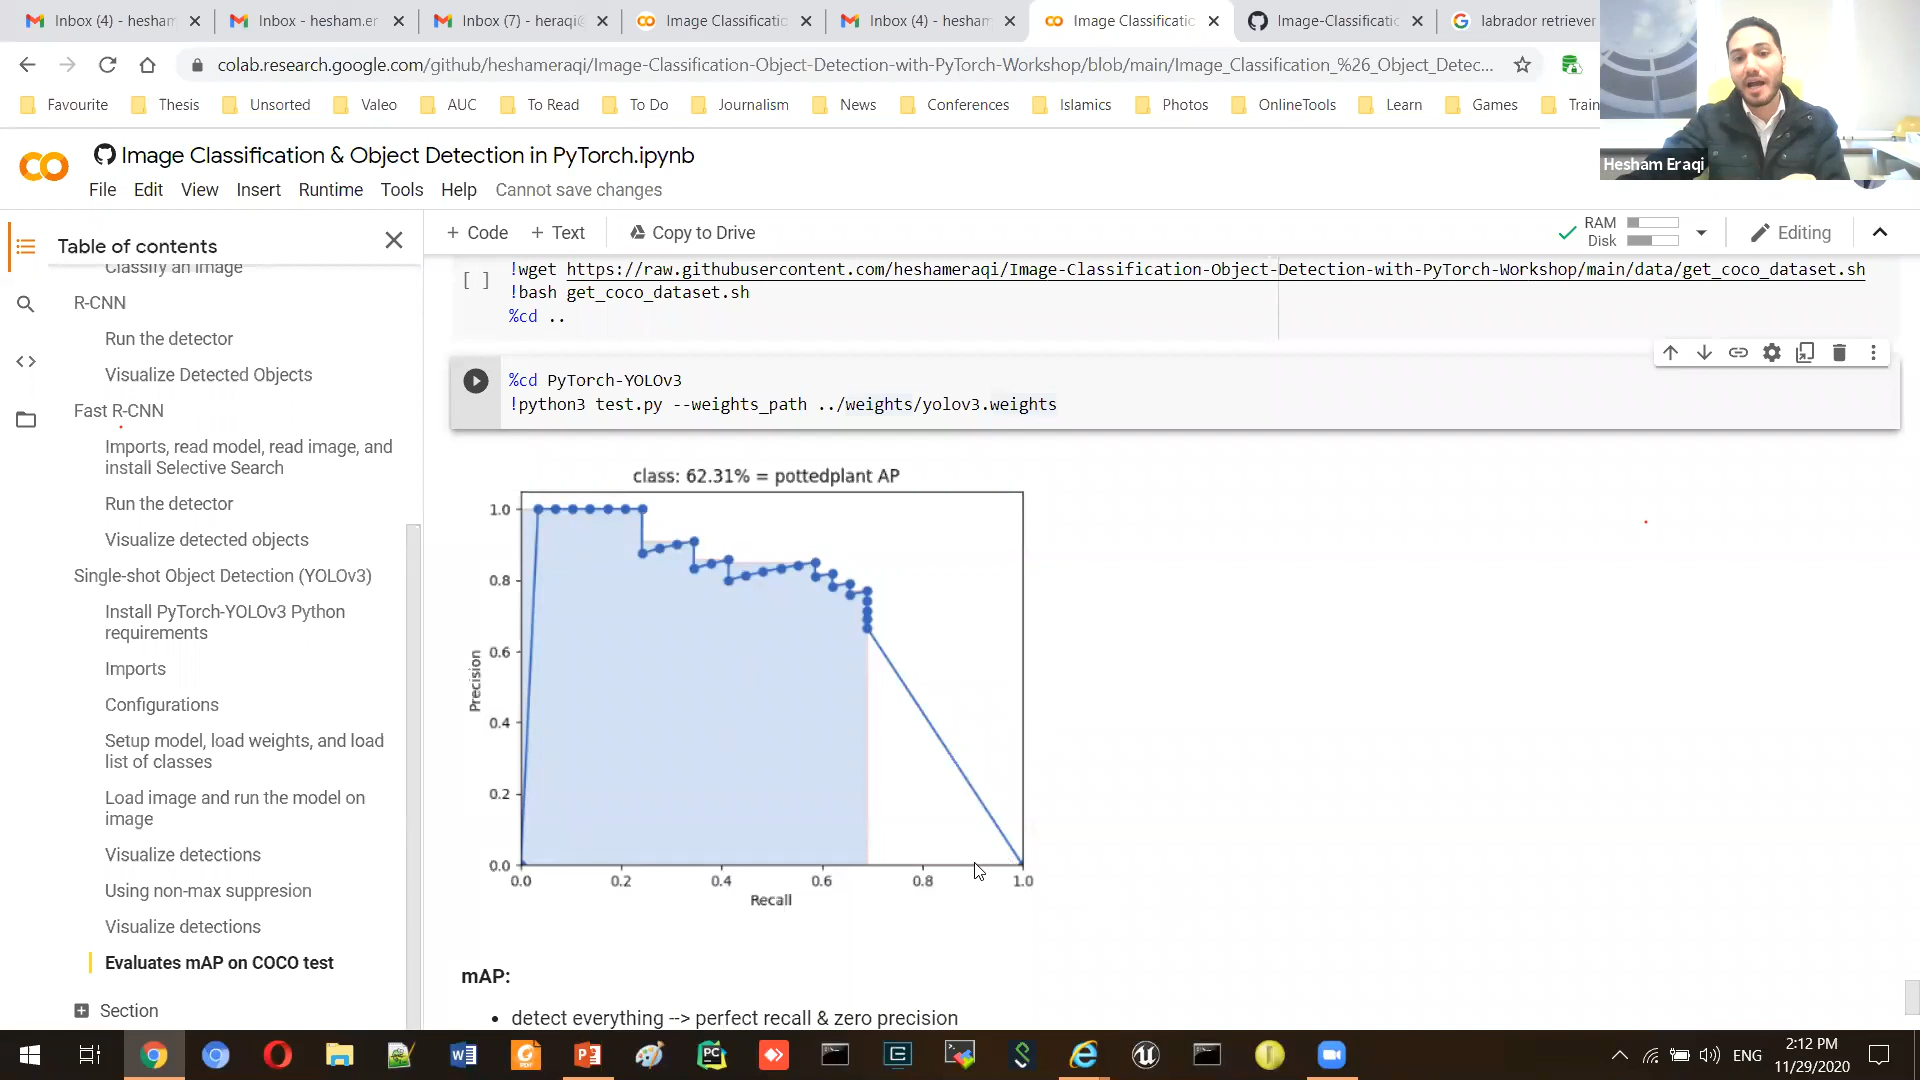 Inbox (4) - hesham
Inbox - hesham.er
Inbox (7) - heraqi@
Image Classificatio
Inbox (4) - hesham
Image Classificatio
Image-Classificatio
labrador retriever
colab.research.google.com/github/heshameraqi/Image-Classification-Object-Detection-with-PyTorch-Workshop/blob/main/Image_Classification_%26_Object_Detec...
Favourite
Thesis
Unsorted
Valeo
AUC
To Read
To Do
Journalism
News
Conferences
Islamics
Photos
OnlineTools
Learn
Games
Train
Hesham Eraqi
Image Classification & Object Detection in PyTorch.ipynb
File Edit View Insert Runtime Tools Help Cannot save changes
Table of contents
+ Code + Text Copy to Drive
RAM
Disk
Editing
Classify an image
R-CNN
Run the detector
Visualize Detected Objects
Fast R-CNN
Imports, read model, read image, and
install Selective Search
Run the detector
Visualize detected objects
Single-shot Object Detection (YOLOv3)
Install PyTorch-YOLOv3 Python
requirements
Imports
Configurations
Setup model, load weights, and load
list of classes
Load image and run the model on
image
Visualize detections
Using non-max suppresion
Visualize detections
Evaluates mAP on COCO test
Section
[ ]
!wget https://raw.githubusercontent.com/heshameraqi/Image-Classification-Object-Detection-with-PyTorch-Workshop/main/data/get_coco_dataset.sh
!bash get_coco_dataset.sh
%cd ..
%cd PyTorch-YOLOv3
!python3 test.py --weights_path ../weights/yolov3.weights
class: 62.31% = pottedplant AP
1.0
0.8
0.6
0.4
0.2
0.0
Precision
0.0 0.2 0.4 0.6 0.8 1.0
Recall
mAP:
• detect everything --> perfect recall & zero precision
ENG
2:12 PM
11/29/2020